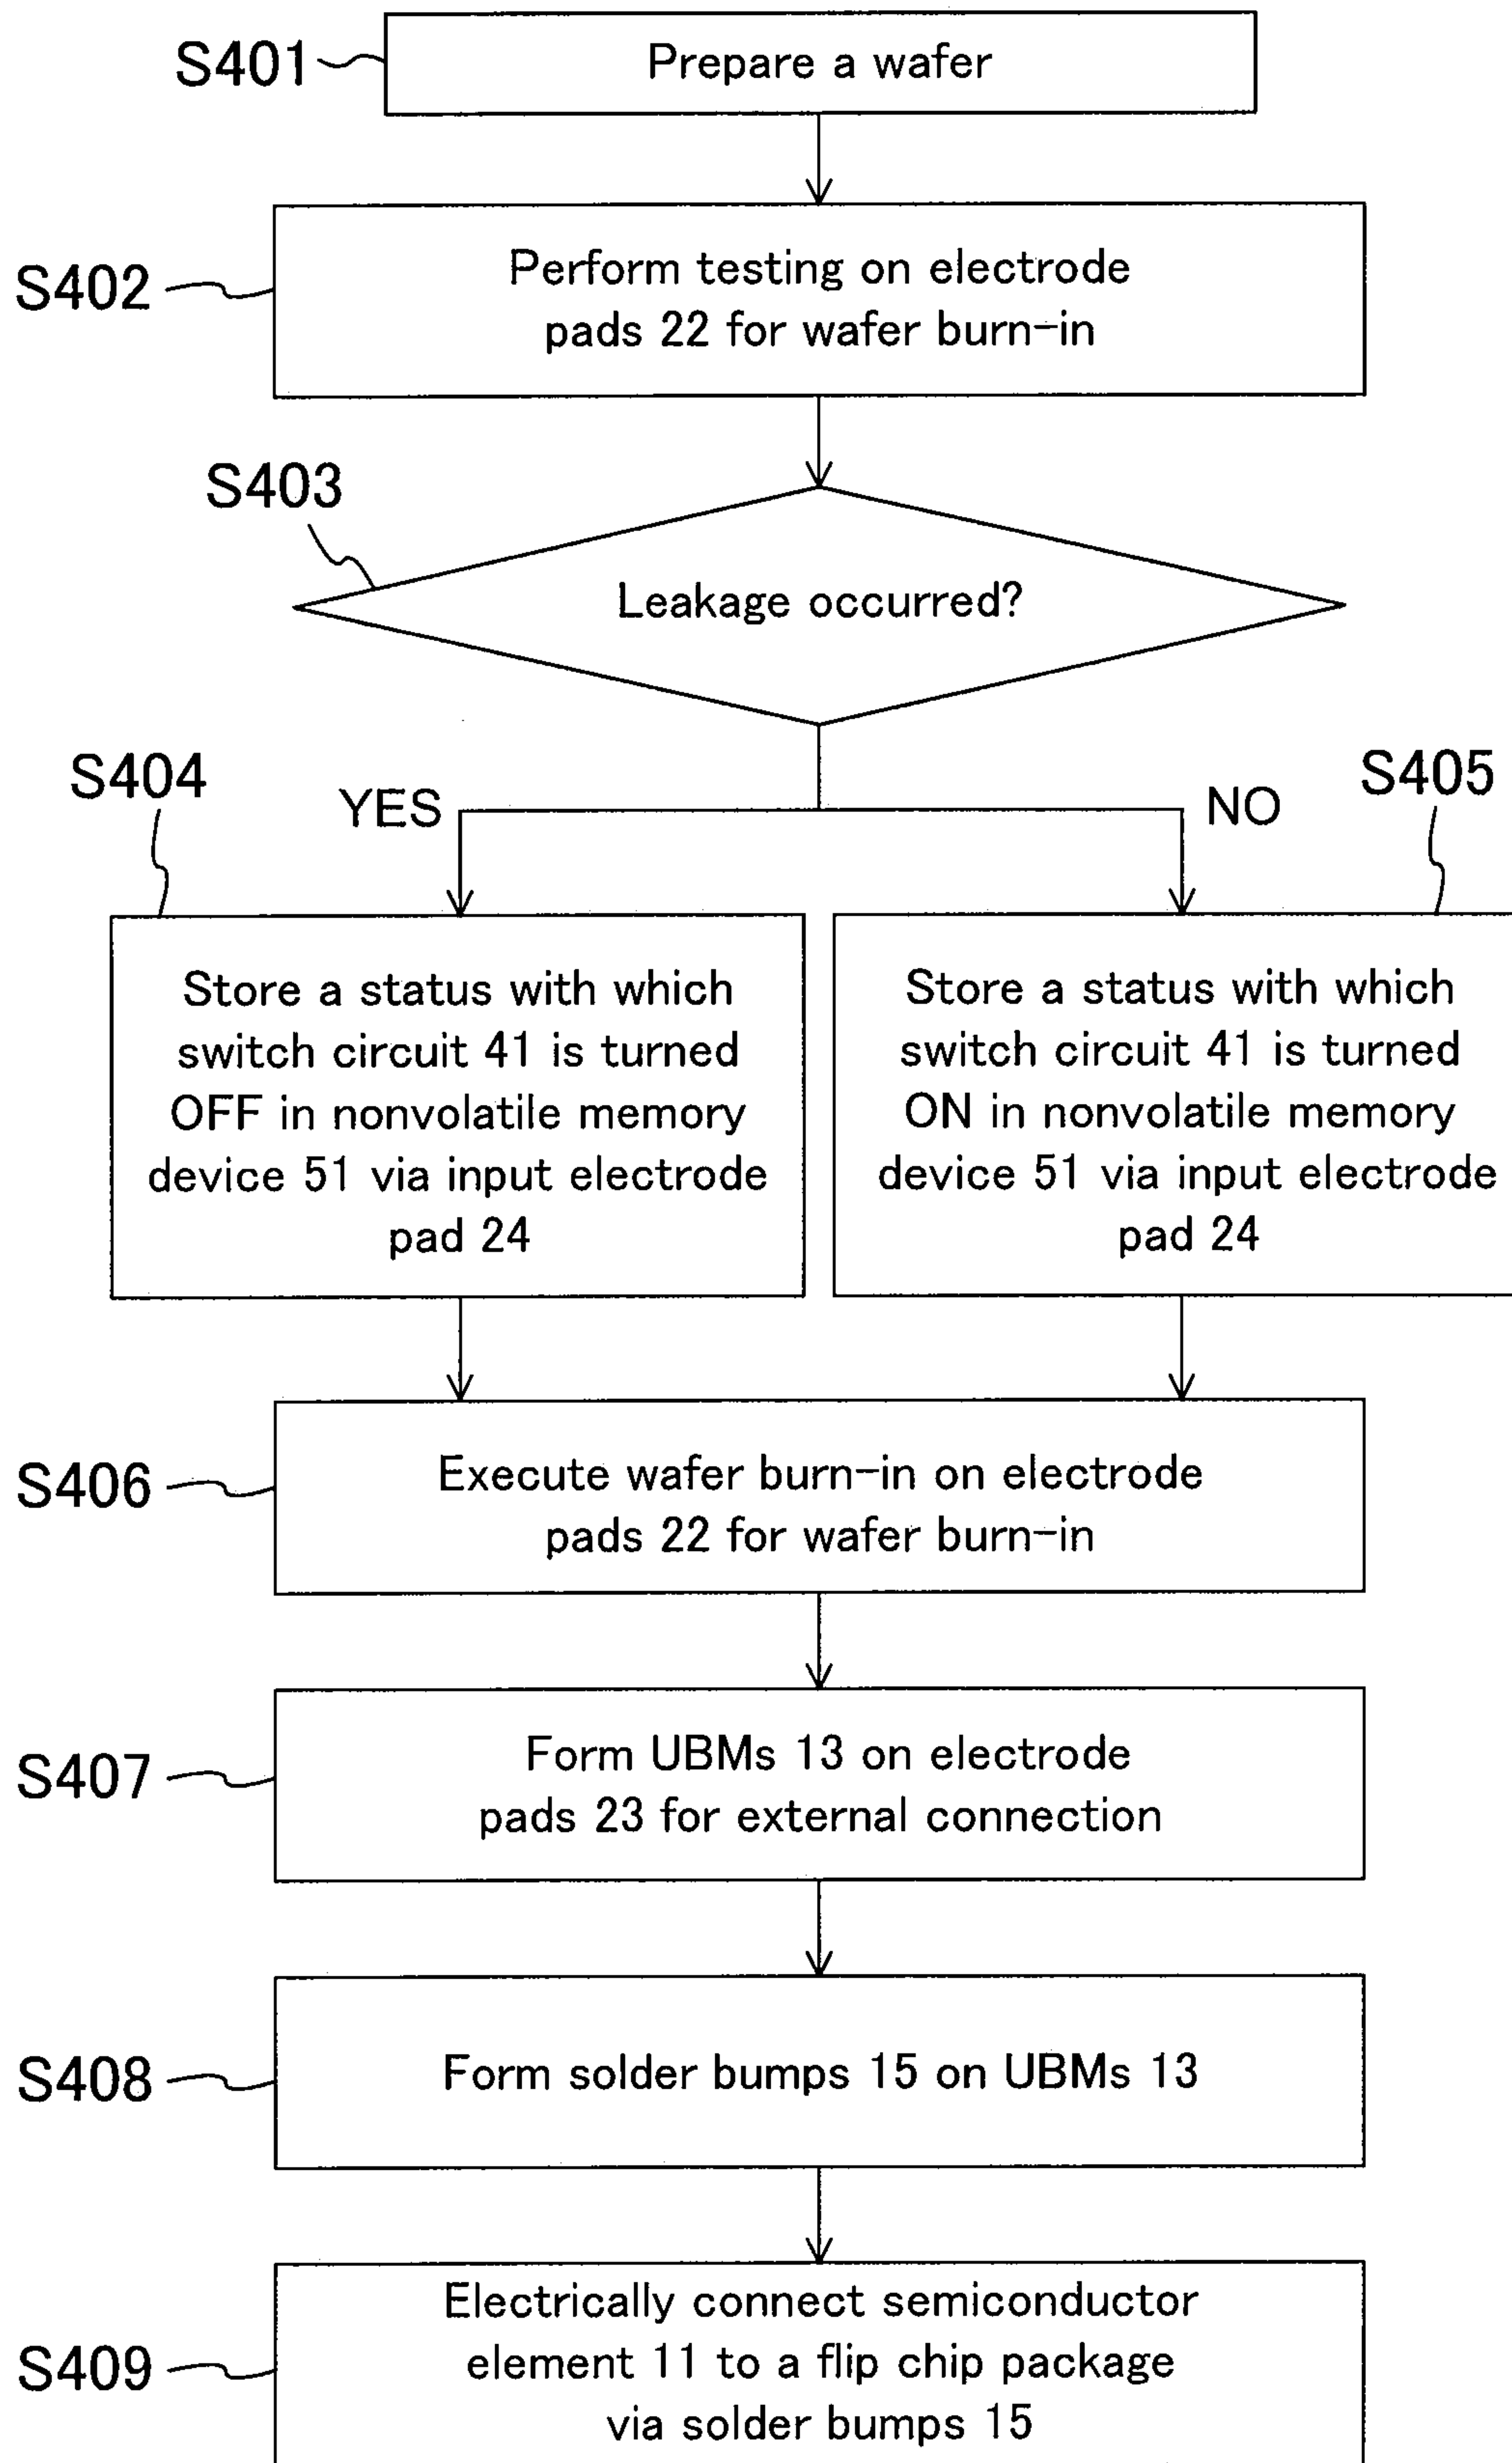 S401
Prepare a wafer
S402
Perform testing on electrode
pads 22 for wafer burn-in
S403
Leakage occurred?
S404
YES
NO
S405
Store a status with which
switch circuit 41 is turned
OFF in nonvolatile memory
device 51 via input electrode
pad 24
Store a status with which
switch circuit 41 is turned
ON in nonvolatile memory
device 51 via input electrode
pad 24
S406
Execute wafer burn-in on electrode
pads 22 for wafer burn-in
S407
Form UBMs 13 on electrode
pads 23 for external connection
S408
Form solder bumps 15 on UBMs 13
S409
Electrically connect semiconductor
element 11 to a flip chip package
via solder bumps 15